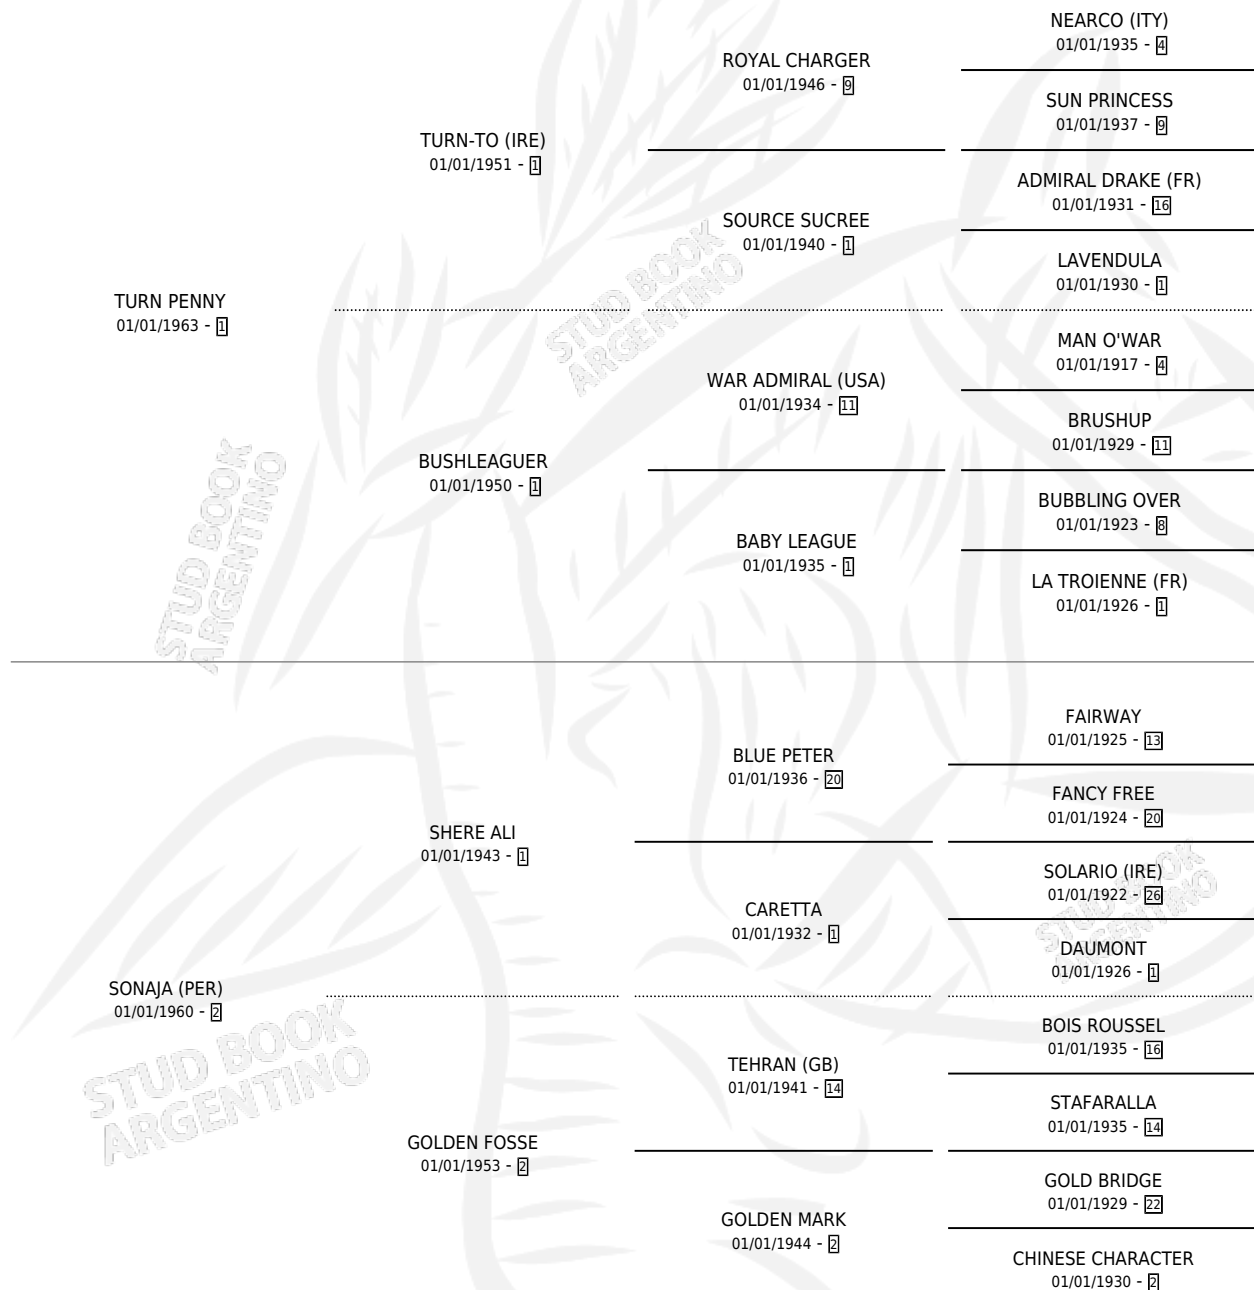 NEARCO (ITY)
01/01/1935 - 4
ROYAL CHARGER
01/01/1946 - 9
SUN PRINCESS
01/01/1937 - 9
TURN-TO (IRE)
01/01/1951 - 1
ADMIRAL DRAKE (FR)
01/01/1931 - 16
SOURCE SUCREE
01/01/1940 - 1
LAVENDULA
01/01/1930 - 1
TURN PENNY
01/01/1963 - 1
MAN O'WAR
01/01/1917 - 4
WAR ADMIRAL (USA)
01/01/1934 - 11
BRUSHUP
01/01/1929 - 11
BUSHLEAGUER
01/01/1950 - 1
BUBBLING OVER
01/01/1923 - 8
BABY LEAGUE
01/01/1935 - 1
LA TROIENNE (FR)
01/01/1926 - 1
FAIRWAY
01/01/1925 - 13
BLUE PETER
01/01/1936 - 20
FANCY FREE
01/01/1924 - 20
SHERE ALI
01/01/1943 - 1
SOLARIO (IRE)
01/01/1922 - 26
CARETTA
01/01/1932 - 1
DAUMONT
01/01/1926 - 1
SONAJA (PER)
01/01/1960 - 2
BOIS ROUSSEL
01/01/1935 - 16
TEHRAN (GB)
01/01/1941 - 14
STAFARALLA
01/01/1935 - 14
GOLDEN FOSSE
01/01/1953 - 2
GOLD BRIDGE
01/01/1929 - 22
GOLDEN MARK
01/01/1944 - 2
CHINESE CHARACTER
01/01/1930 - 2
STUD BOOK
ARGENTINO
STUD BOOK
ARGENTINO
STUD BOOK
ARGENTINO
STUD BOOK
ARGENTINO